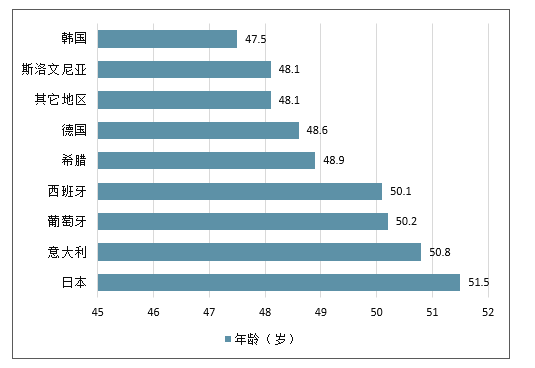 韩国 47.5
斯洛文尼亚 48.1
其它地区 48.1
德国 48.6
希腊 48.9
西班牙 50.1
葡萄牙 50.2
意大利 50.8
日本 51.5
45 46 47 48 49 50 51 52
年龄（岁）